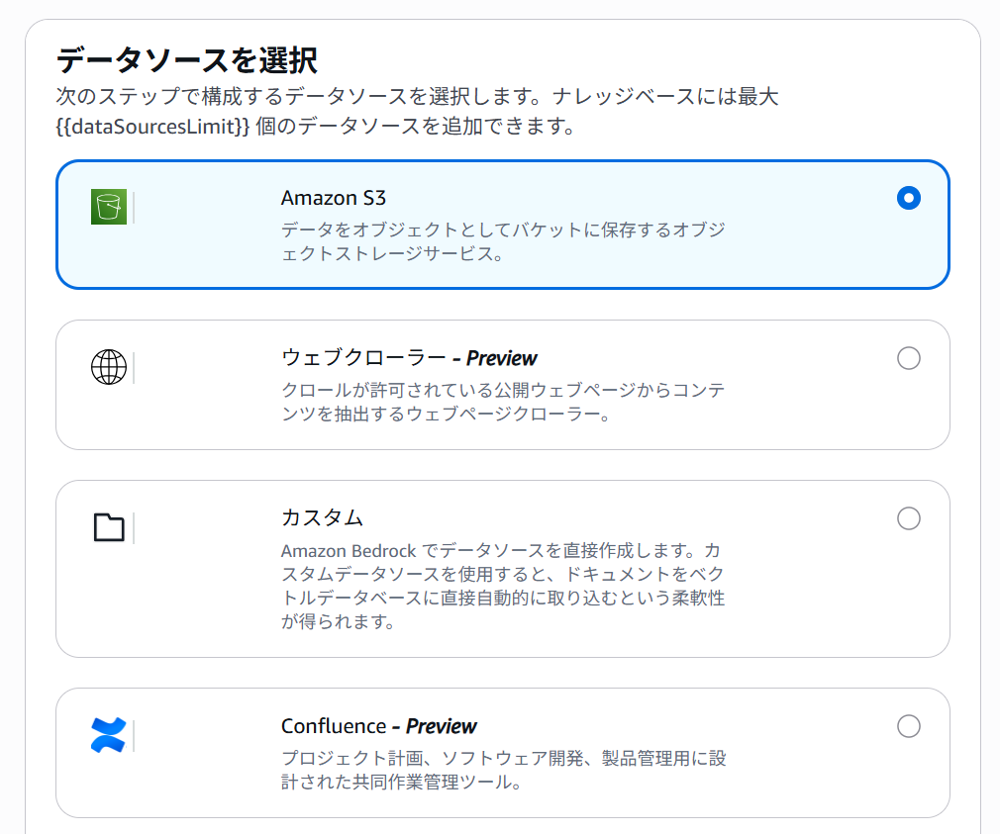 データソースを選択
次のステップで構成するデータソースを選択します。ナレッジベースには最大
{{dataSourcesLimit}} 個のデータソースを追加できます。
Amazon S3
データをオブジェクトとしてバケットに保存するオブジ
ェクトストレージサービス。
ウェブクローラー - Preview
クロールが許可されている公開ウェブページからコンテ
ンツを抽出するウェブページクローラー。
カスタム
Amazon Bedrock でデータソースを直接作成します。カ
スタムデータソースを使用すると、ドキュメントをベク
トルデータベースに直接自動的に取り込むという柔軟性
が得られます。
Confluence - Preview
プロジェクト計画、ソフトウェア開発、製品管理用に設
計された共同作業管理ツール。